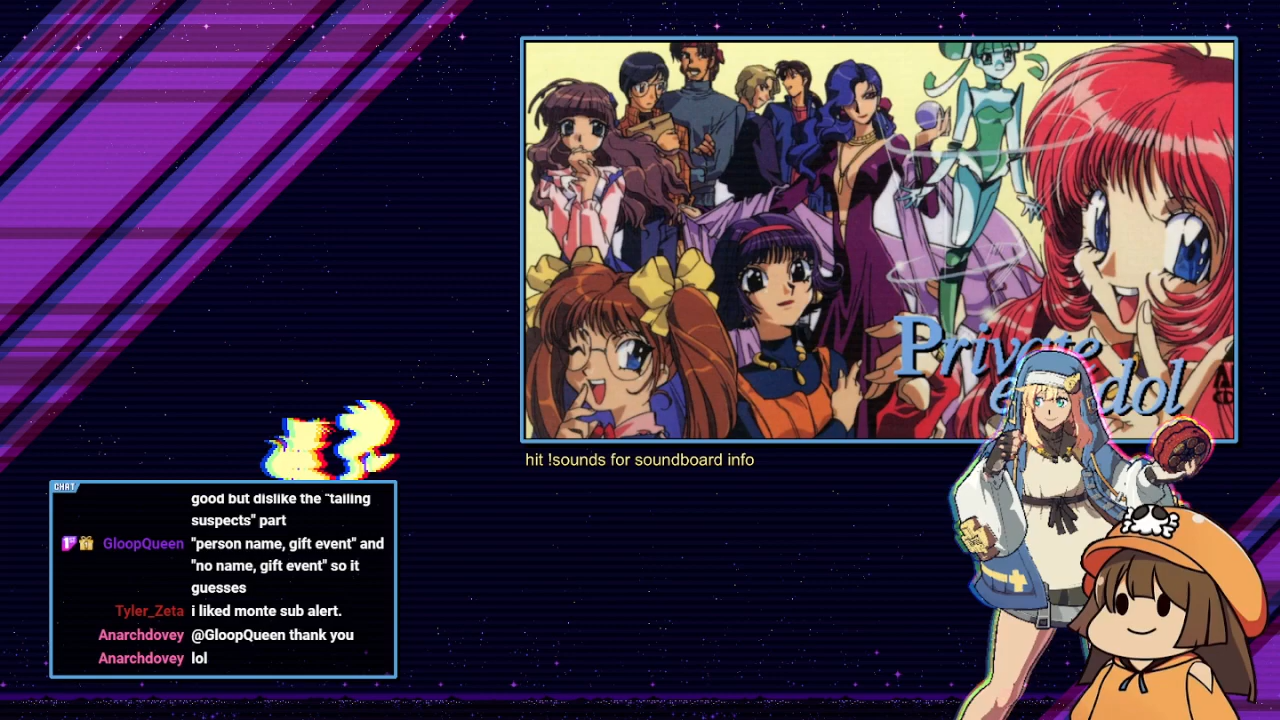 Private
dol
hit !sounds for soundboard info
CHAT
good but dislike the "tailing
suspects" part
GloopQueen "person name, gift event" and
"no name, gift event" so it
guesses
Tyler_Zeta i liked monte sub alert.
Anarchdovey @GloopQueen thank you
Anarchdovey lol